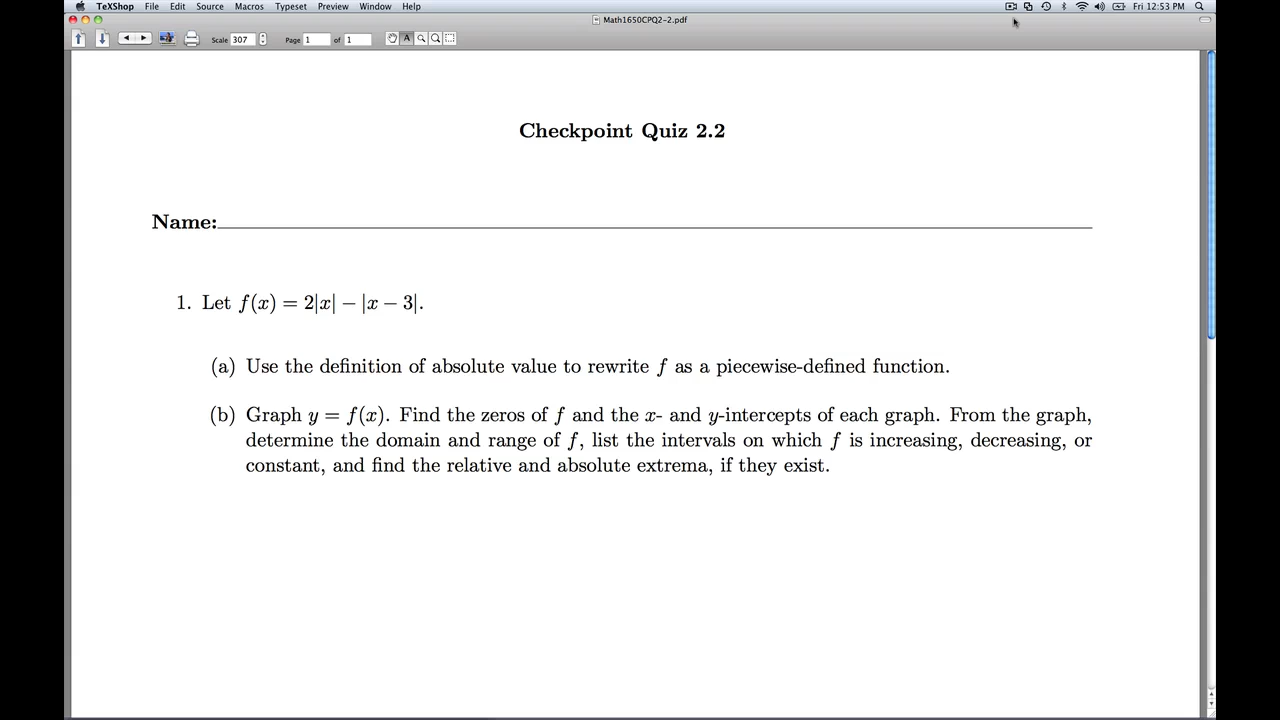 TeXShop File Edit Source Macros Typeset Preview Window Help Fri 12:53 PM
Math1650CPQ2-2.pdf
Scale 307 Page 1 of 1 A
Checkpoint Quiz 2.2
Name:
1. Let f(x) = 2|x| − |x − 3|.
(a) Use the definition of absolute value to rewrite f as a piecewise-defined function.
(b) Graph y = f(x). Find the zeros of f and the x- and y-intercepts of each graph. From the graph,
determine the domain and range of f, list the intervals on which f is increasing, decreasing, or
constant, and find the relative and absolute extrema, if they exist.